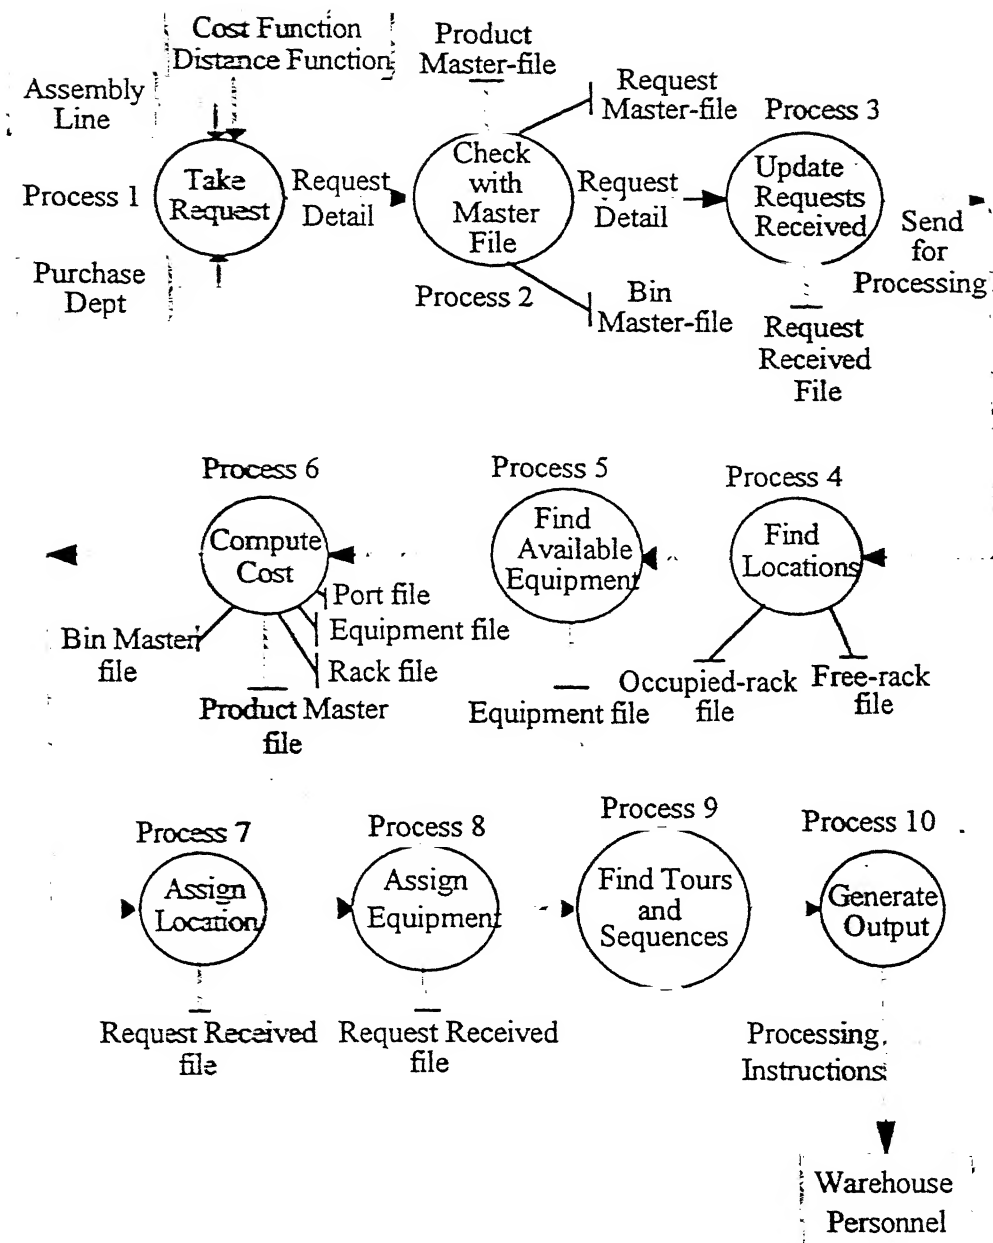 Cost Function
Distance Function
Product
Master-file
Request
Master-file
Assembly
Line
Process 3
Process 1
Take
Request
Request
Detail
Check
with
Master
File
Request
Detail
Update
Requests
Received
Send
for
Processing
Purchase
Dept
Process 2
Bin
Master-file
Request
Received
File
Process 6
Process 5
Process 4
Compute
Cost
Find
Available
Equipment
Find
Locations
Port file
Equipment file
Rack file
Bin Master
file
Product Master
file
Equipment file
Occupied-rack
file
Free-rack
file
Process 7
Process 8
Process 9
Process 10
Assign
Location
Assign
Equipment
Find Tours
and
Sequences
Generate
Output
Request Received
file
Request Received
file
Processing
Instructions
Warehouse
Personnel